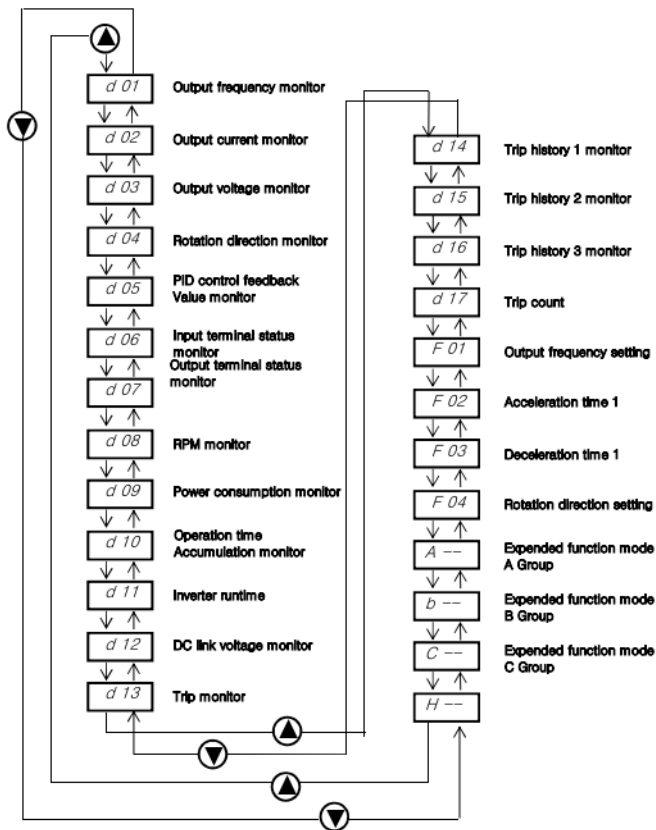 d 01
Output frequency monitor
d 02
Output current monitor
d 03
Output voltage monitor
d 04
Rotation direction monitor
d 05
PID control feedback
Value monitor
d 06
Input terminal status
monitor
d 07
Output terminal status
monitor
d 08
RPM monitor
d 09
Power consumption monitor
d 10
Operation time
Accumulation monitor
d 11
Inverter runtime
d 12
DC link voltage monitor
d 13
Trip monitor
d 14
Trip history 1 monitor
d 15
Trip history 2 monitor
d 16
Trip history 3 monitor
d 17
Trip count
F 01
Output frequency setting
F 02
Acceleration time 1
F 03
Deceleration time 1
F 04
Rotation direction setting
A --
Expended function mode
A Group
b --
Expended function mode
B Group
C --
Expended function mode
C Group
H --